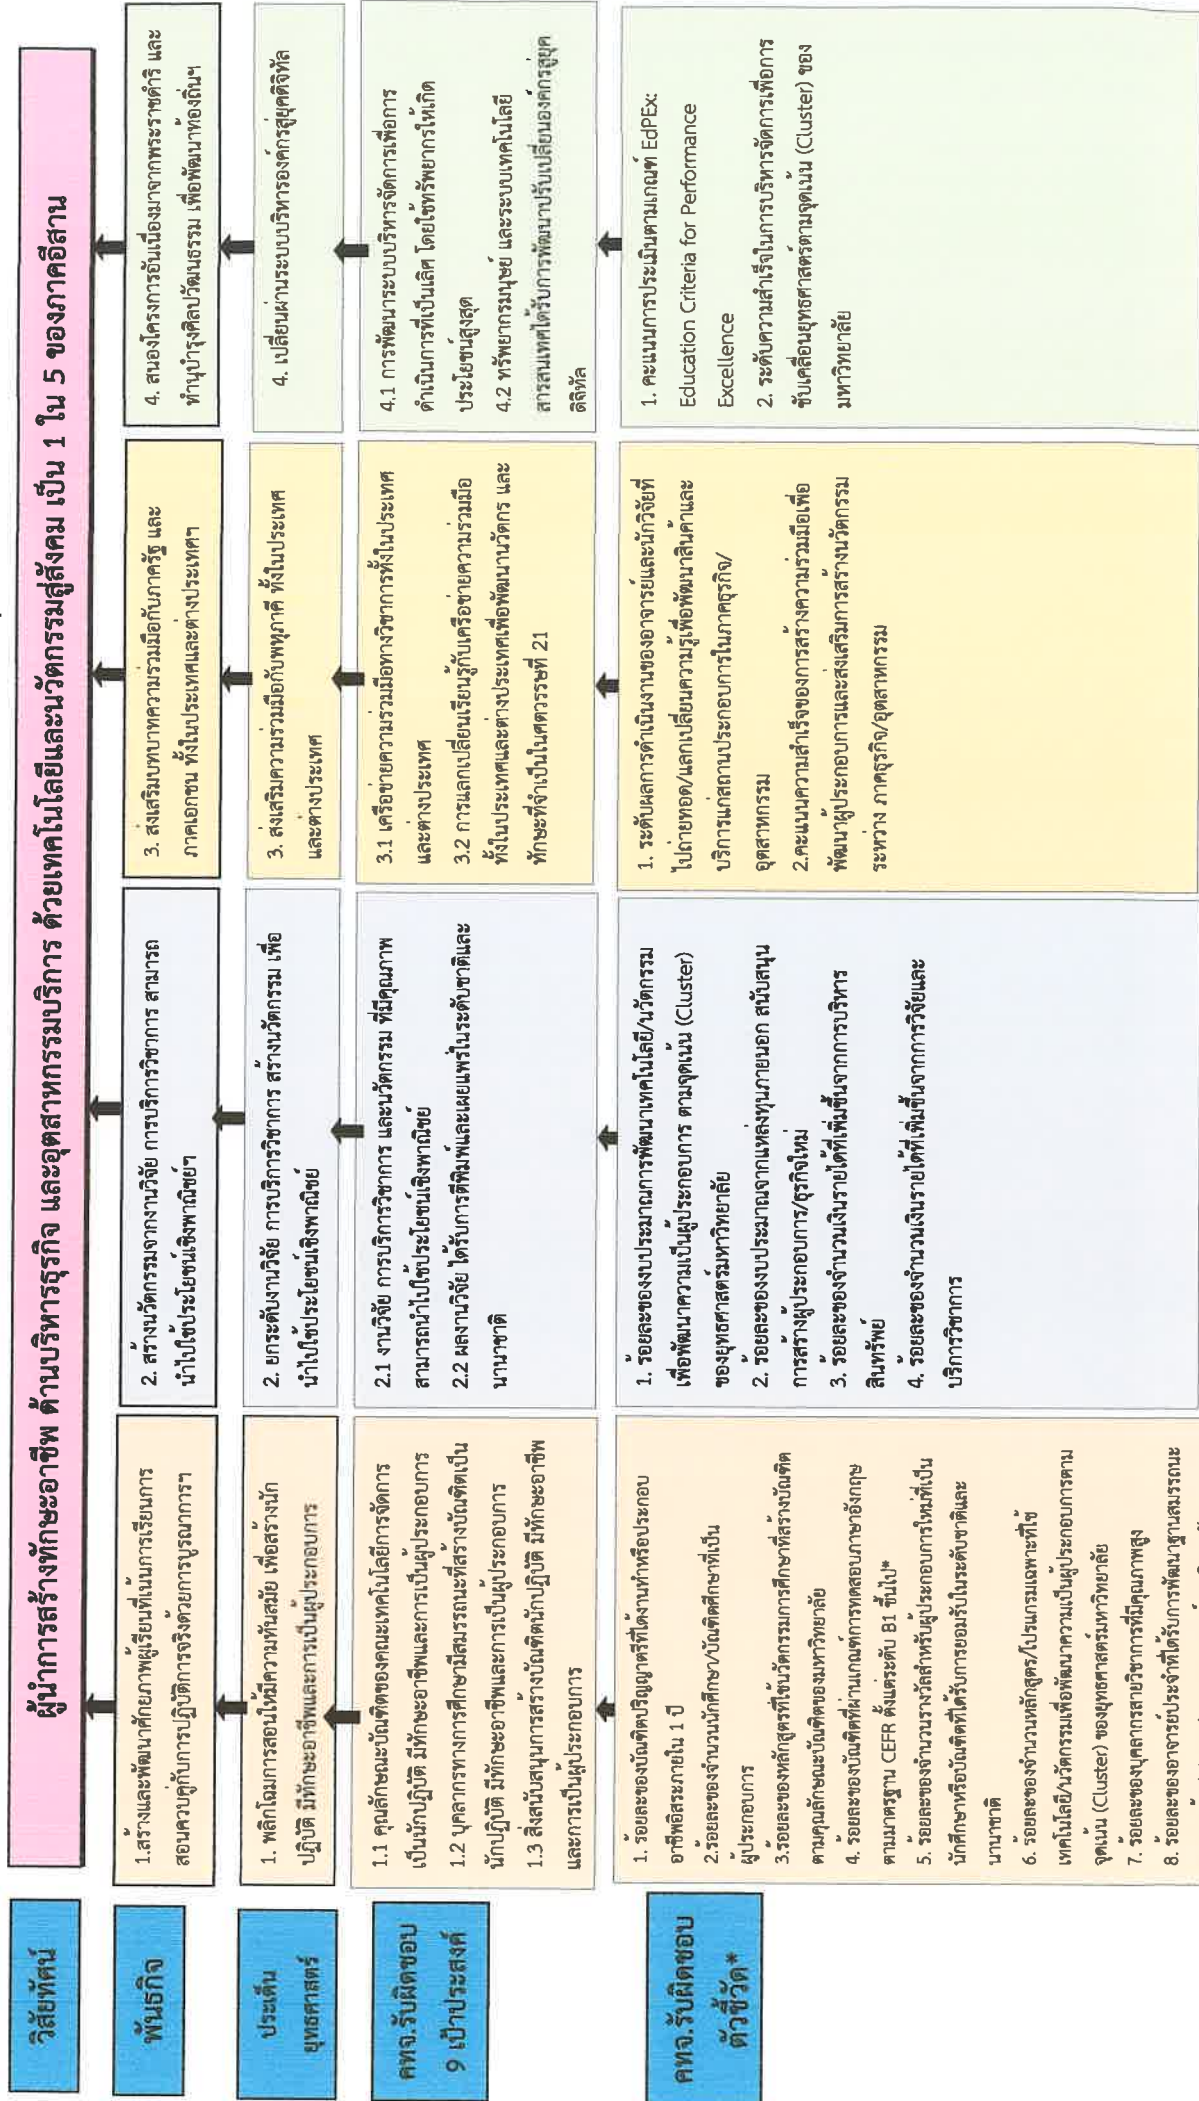 วิสัยทัศน์
ผู้นำการสร้างทักษะอาชีพ ด้านบริหารธุรกิจ และอุตสาหกรรมบริการ ด้วยเทคโนโลยีและนวัตกรรมสู่สังคม เป็น 1 ใน 5 ของภาคอีสาน
พันธกิจ
1.สร้างและพัฒนาศักยภาพผู้เรียนที่เน้นการเรียนการ
สอนควบคู่กับการปฏิบัติการจริงด้วยการบูรณาการฯ
2. สร้างนวัตกรรมจากงานวิจัย การบริการวิชาการ สามารถ
นำไปใช้ประโยชน์เชิงพาณิชย์ฯ
3. ส่งเสริมบทบาทความร่วมมือกับภาครัฐ และ
ภาคเอกชน ทั้งในประเทศและต่างประเทศฯ
4. สนองโครงการอันเนื่องมาจากพระราชดำริ และ
ทำนุบำรุงศิลปวัฒนธรรม เพื่อพัฒนาท้องถิ่นฯ
ประเด็น
ยุทธศาสตร์
1. พลิกโฉมการสอนให้มีความทันสมัย เพื่อสร้างนัก
ปฏิบัติ มีทักษะอาชีพและการเป็นผู้ประกอบการ
2. ยกระดับงานวิจัย การบริการวิชาการ สร้างนวัตกรรม เพื่อ
นำไปใช้ประโยชน์เชิงพาณิชย์
3. ส่งเสริมความร่วมมือกับพหุภาคี ทั้งในประเทศ
และต่างประเทศ
4. เปลี่ยนผ่านระบบบริหารองค์กรสู่ยุคดิจิทัล
คทจ.รับผิดชอบ
9 เป้าประสงค์
1.1 คุณลักษณะบัณฑิตของคณะเทคโนโลยีการจัดการ
เป็นนักปฏิบัติ มีทักษะอาชีพและการเป็นผู้ประกอบการ
1.2 บุคลากรทางการศึกษามีสมรรถนะที่สร้างบัณฑิตเป็น
นักปฏิบัติ มีทักษะอาชีพและการเป็นผู้ประกอบการ
1.3 สิ่งสนับสนุนการสร้างบัณฑิตนักปฏิบัติ มีทักษะอาชีพ
และการเป็นผู้ประกอบการ
2.1 งานวิจัย การบริการวิชาการ และนวัตกรรม ที่มีคุณภาพ
สามารถนำไปใช้ประโยชน์เชิงพาณิชย์
2.2 ผลงานวิจัย ได้รับการตีพิมพ์และเผยแพร่ในระดับชาติและ
นานาชาติ
3.1 เครือข่ายความร่วมมือทางวิชาการทั้งในประเทศ
และต่างประเทศ
3.2 การแลกเปลี่ยนเรียนรู้กับเครือข่ายความร่วมมือ
ทั้งในประเทศและต่างประเทศเพื่อพัฒนานวัตกร และ
ทักษะที่จำเป็นในศตวรรษที่ 21
4.1 การพัฒนาระบบบริหารจัดการเพื่อการ
ดำเนินการที่เป็นเลิศ โดยใช้ทรัพยากรให้เกิด
ประโยชน์สูงสุด
4.2 ทรัพยากรมนุษย์ และระบบเทคโนโลยี
สารสนเทศได้รับการพัฒนาปรับเปลี่ยนองค์กรสู่ยุค
ดิจิทัล
คทจ.รับผิดชอบ
ตัวชี้วัด*
1. ร้อยละของบัณฑิตปริญญาตรีที่ได้งานทำหรือประกอบ
อาชีพอิสระภายใน 1 ปี
2.ร้อยละของจำนวนนักศึกษา/บัณฑิตศึกษาที่เป็น
ผู้ประกอบการ
3.ร้อยละของหลักสูตรที่ใช้นวัตกรรมการศึกษาที่สร้างบัณฑิต
ตามคุณลักษณะบัณฑิตของมหาวิทยาลัย
4. ร้อยละของบัณฑิตที่ผ่านเกณฑ์การทดสอบภาษาอังกฤษ
ตามมาตรฐาน CEFR ตั้งแต่ระดับ B1 ขึ้นไป*
5. ร้อยละของจำนวนรางวัลสำหรับผู้ประกอบการใหม่ที่เป็น
นักศึกษาหรือบัณฑิตที่ได้รับการยอมรับในระดับชาติและ
นานาชาติ
6. ร้อยละของจำนวนหลักสูตร/โปรแกรมเฉพาะที่ใช้
เทคโนโลยี/นวัตกรรมเพื่อพัฒนาความเป็นผู้ประกอบการตาม
จุดเน้น (Cluster) ของยุทธศาสตร์มหาวิทยาลัย
7. ร้อยละของบุคลากรสายวิชาการที่มีคุณภาพสูง
8. ร้อยละของอาจารย์ประจำที่ได้รับการพัฒนาฐานสมรรถนะ
1. ร้อยละของงบประมาณการพัฒนาเทคโนโลยี/นวัตกรรม
เพื่อพัฒนาความเป็นผู้ประกอบการ ตามจุดเน้น (Cluster)
ของยุทธศาสตร์มหาวิทยาลัย
2. ร้อยละของงบประมาณจากแหล่งทุนภายนอก สนับสนุน
การสร้างผู้ประกอบการ/ธุรกิจใหม่
3. ร้อยละของจำนวนเงินรายได้ที่เพิ่มขึ้นจากการบริหาร
สินทรัพย์
4. ร้อยละของจำนวนเงินรายได้ที่เพิ่มขึ้นจากการวิจัยและ
บริการวิชาการ
1. ระดับผลการดำเนินงานของอาจารย์และนักวิจัยที่
ไปถ่ายทอด/แลกเปลี่ยนความรู้เพื่อพัฒนาสินค้าและ
บริการแก่สถานประกอบการในภาคธุรกิจ/
อุตสาหกรรม
2.คะแนนความสำเร็จของการสร้างความร่วมมือเพื่อ
พัฒนาผู้ประกอบการและส่งเสริมการสร้างนวัตกรรม
ระหว่าง ภาคธุรกิจ/อุตสาหกรรม
1. คะแนนการประเมินตามเกณฑ์ EdPEx:
Education Criteria for Performance
Excellence
2. ระดับความสำเร็จในการบริหารจัดการเพื่อการ
ขับเคลื่อนยุทธศาสตร์ตามจุดเน้น (Cluster) ของ
มหาวิทยาลัย